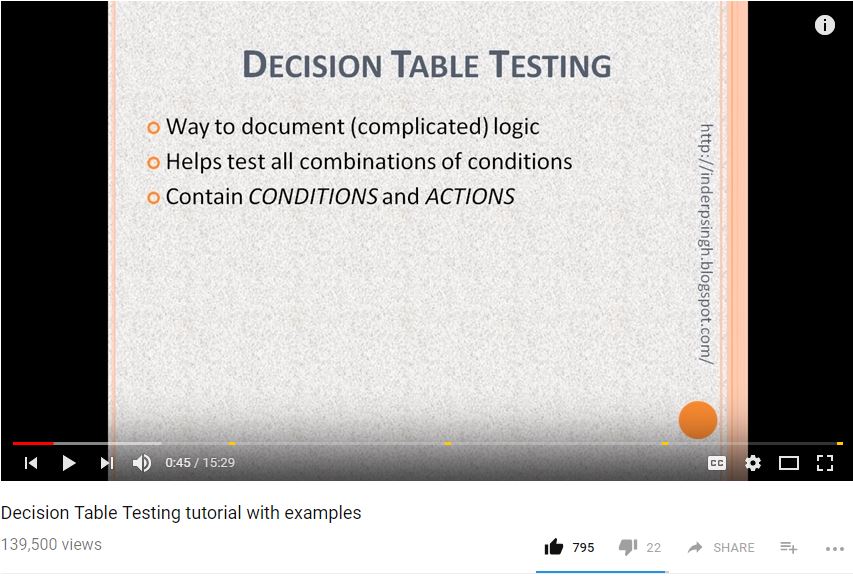 DECISION TABLE TESTING
Way to document (complicated) logic
Helps test all combinations of conditions
Contain CONDITIONS and ACTIONS
http://inderpsingh.blogspot.com/
0:45 / 15:29
CC
Decision Table Testing tutorial with examples
139,500 views
795
22
SHARE